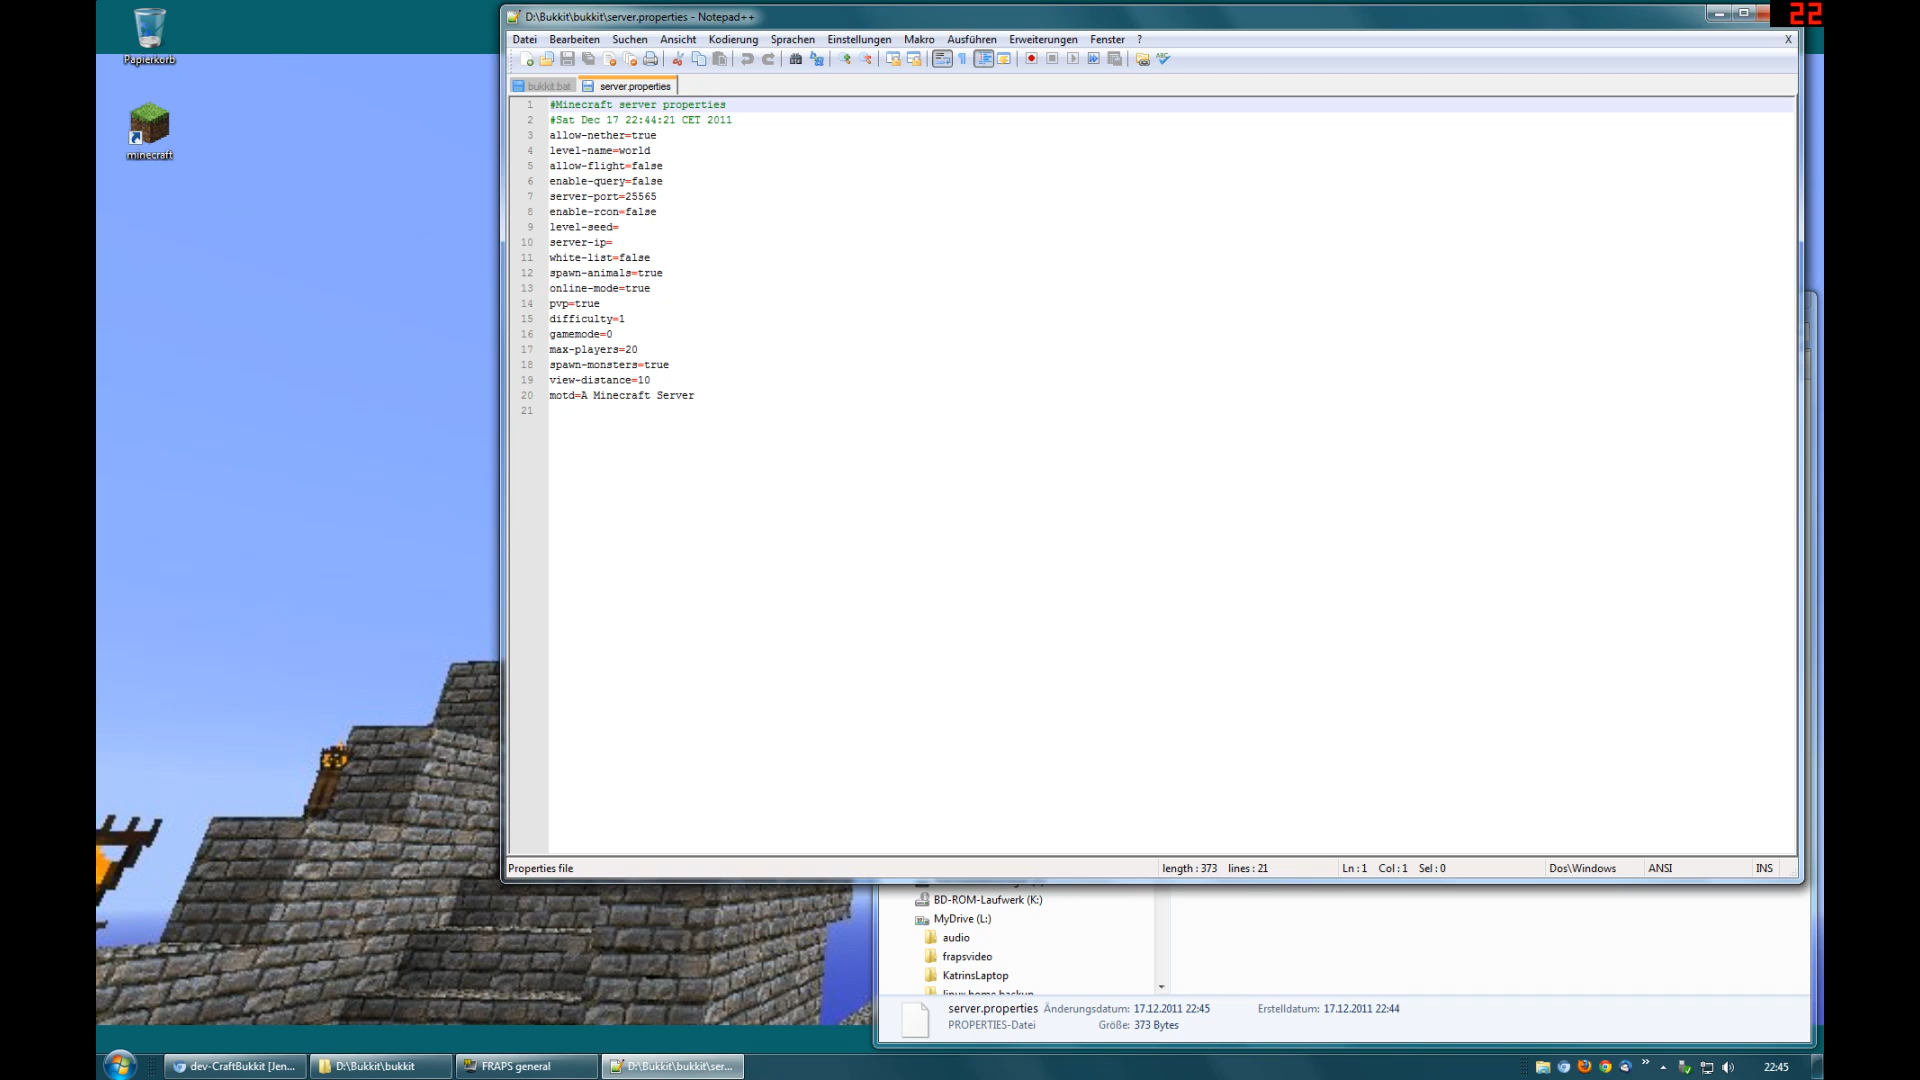 Papierkorb
minecraft
D:\Bukkit\bukkit\server.properties - Notepad++
22
Datei Bearbeiten Suchen Ansicht Kodierung Sprachen Einstellungen Makro Ausführen Erweiterungen Fenster ? X
bukkit.bat server.properties
1 #Minecraft server properties
2 #Sat Dec 17 22:44:21 CET 2011
3 allow-nether=true
4 level-name=world
5 allow-flight=false
6 enable-query=false
7 server-port=25565
8 enable-rcon=false
9 level-seed=
10 server-ip=
11 white-list=false
12 spawn-animals=true
13 online-mode=true
14 pvp=true
15 difficulty=1
16 gamemode=0
17 max-players=20
18 spawn-monsters=true
19 view-distance=10
20 motd=A Minecraft Server
21
Properties file length : 373 lines : 21 Ln : 1 Col : 1 Sel : 0 Dos\Windows ANSI INS
BD-ROM-Laufwerk (K:)
MyDrive (L:)
audio
frapsvideo
KatrinsLaptop
linux home backup
server.properties Änderungsdatum: 17.12.2011 22:45 Erstelldatum: 17.12.2011 22:44
PROPERTIES-Datei Größe: 373 Bytes
dev-CraftBukkit [Jen... D:\Bukkit\bukkit FRAPS general D:\Bukkit\bukkit\ser... 22:45